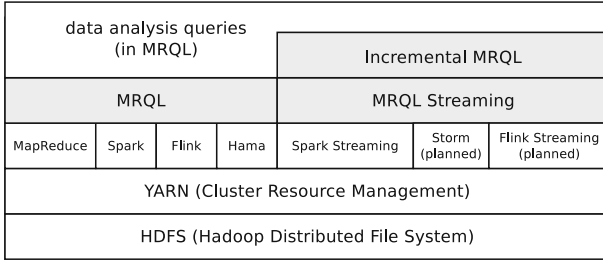 data analysis queries
(in MRQL)
Incremental MRQL
MRQL
MRQL Streaming
MapReduce
Spark
Flink
Hama
Spark Streaming
Storm
(planned)
Flink Streaming
(planned)
YARN (Cluster Resource Management)
HDFS (Hadoop Distributed File System)